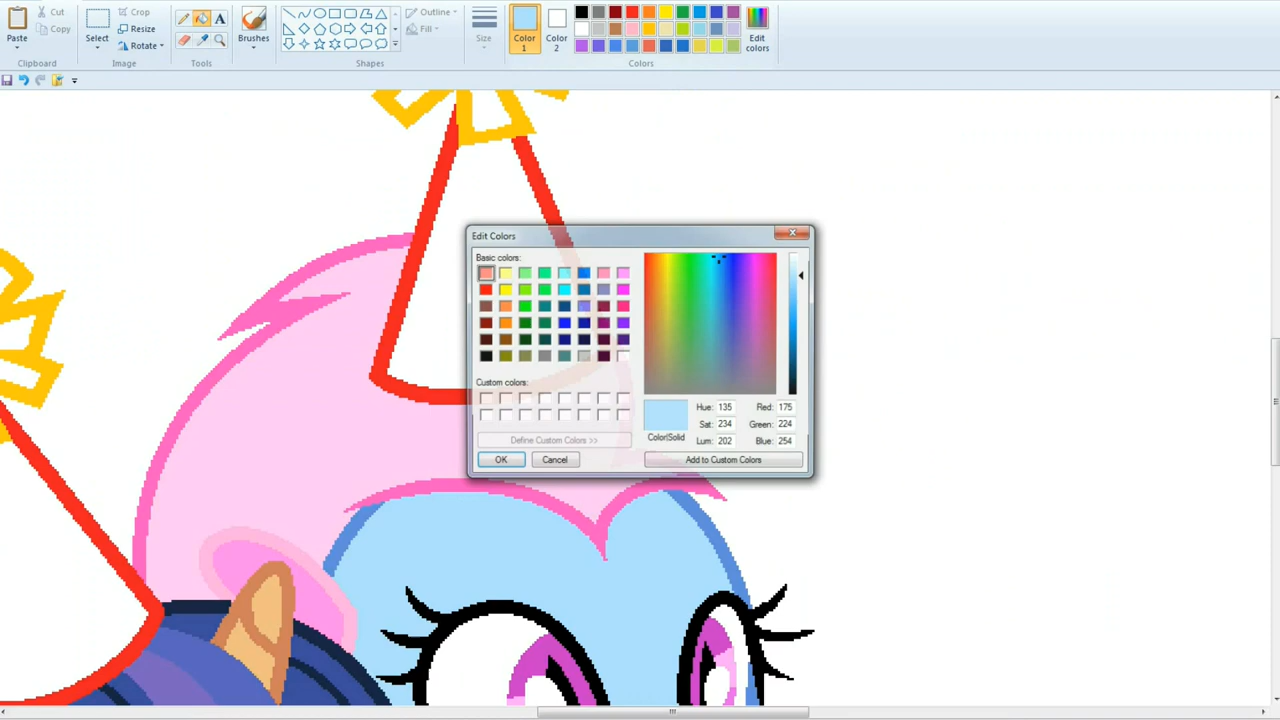 Paste
Cut
Copy
Clipboard
Select
Crop
Resize
Rotate
Image
A
Tools
Brushes
Shapes
Outline
Fill
Size
Color 1
Color 2
Edit colors
Colors
Edit Colors
Basic colors:
Custom colors:
Define Custom Colors >>
OK
Cancel
Color|Solid
Hue: 135
Sat: 234
Lum: 202
Red: 175
Green: 224
Blue: 254
Add to Custom Colors